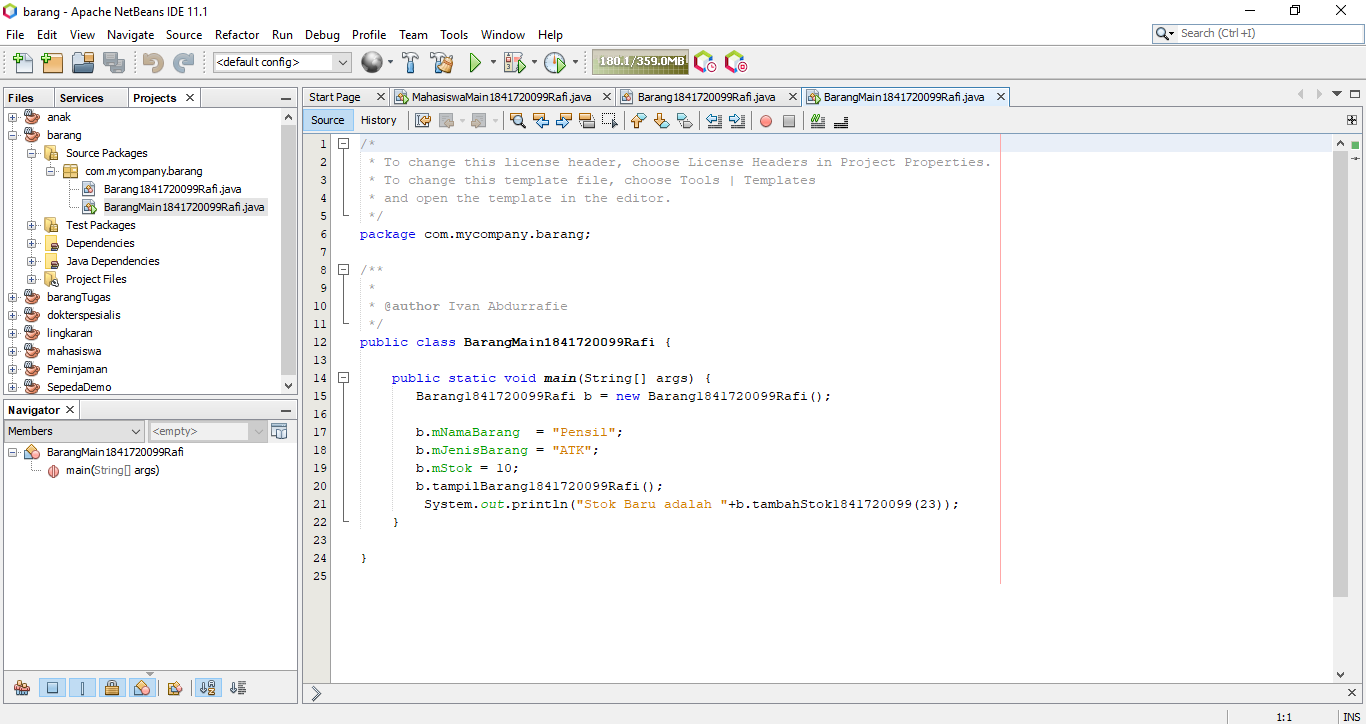 barang - Apache NetBeans IDE 11.1
File Edit View Navigate Source Refactor Run Debug Profile Team Tools Window Help
Search (Ctrl+I)
<default config>
180.1/359.0MB
Files Services Projects
anak
barang
Source Packages
com.mycompany.barang
Barang1841720099Rafi.java
BarangMain1841720099Rafi.java
Test Packages
Dependencies
Java Dependencies
Project Files
barangTugas
dokterspesialis
lingkaran
mahasiswa
Peminjaman
SepedaDemo
Navigator
Members <empty>
BarangMain1841720099Rafi
main(String[] args)
Start Page MahasiswaMain1841720099Rafi.java Barang1841720099Rafi.java BarangMain1841720099Rafi.java
Source History
1 /*
2 * To change this license header, choose License Headers in Project Properties.
3 * To change this template file, choose Tools | Templates
4 * and open the template in the editor.
5 */
6 package com.mycompany.barang;
7
8 /**
9 *
10 * @author Ivan Abdurrafie
11 */
12 public class BarangMain1841720099Rafi {
13
14 public static void main(String[] args) {
15 Barang1841720099Rafi b = new Barang1841720099Rafi();
16
17 b.mNamaBarang  = "Pensil";
18 b.mJenisBarang = "ATK";
19 b.mStok = 10;
20 b.tampilBarang1841720099Rafi();
21 System.out.println("Stok Baru adalah "+b.tambahStok1841720099(23));
22 }
23
24 }
25
1:1 INS